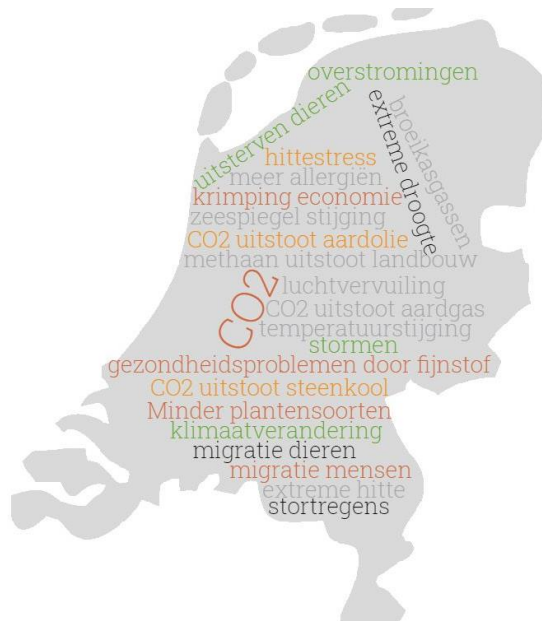 overstromingen
uitsterven dieren
extreme droogte
broeikasgassen
hittestress
meer allergiën
krimping economie
zeespiegel stijging
CO2 uitstoot aardolie
methaan uitstoot landbouw
CO2
luchtvervuiling
CO2 uitstoot aardgas
temperatuurstijging
stormen
gezondheidsproblemen door fijnstof
CO2 uitstoot steenkool
Minder plantensoorten
klimaatverandering
migratie dieren
migratie mensen
extreme hitte
stortregens